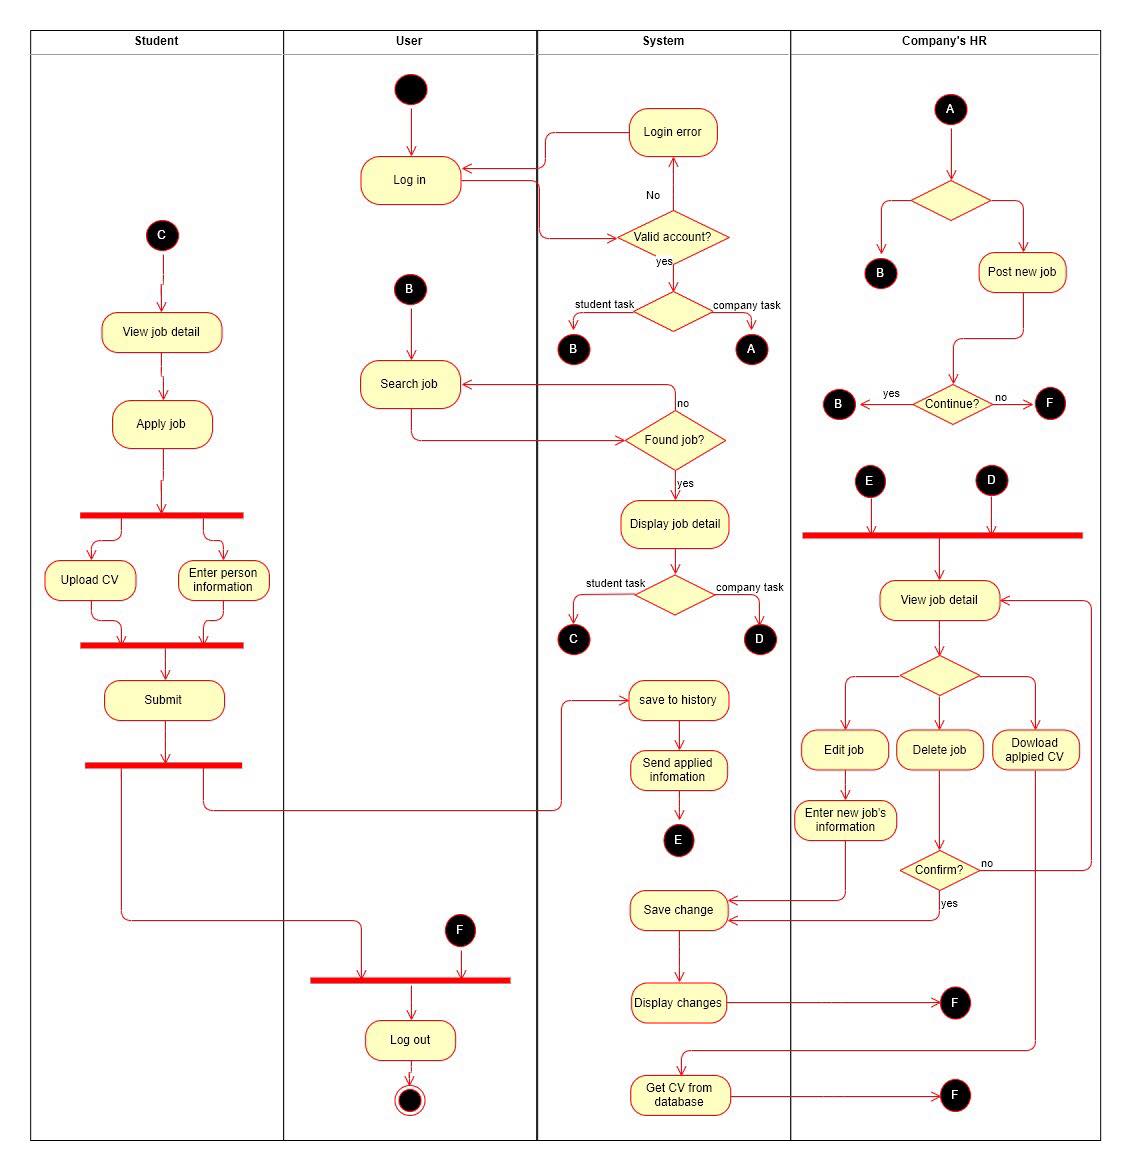 Student
User
System
Company's HR
A
Login error
Log in
No
C
Valid account?
yes
B
Post new job
B
student task
company task
View job detail
B
A
Search job
yes
no
no
B
Continue?
F
Apply job
Found job?
E
D
yes
Display job detail
Upload CV
Enter person
information
student task
company task
View job detail
C
D
Submit
save to history
Edit job
Delete job
Dowload
aplpied CV
Send applied
infomation
Enter new job's
information
E
Confirm?
no
yes
Save change
F
Display changes
F
Log out
Get CV from
database
F